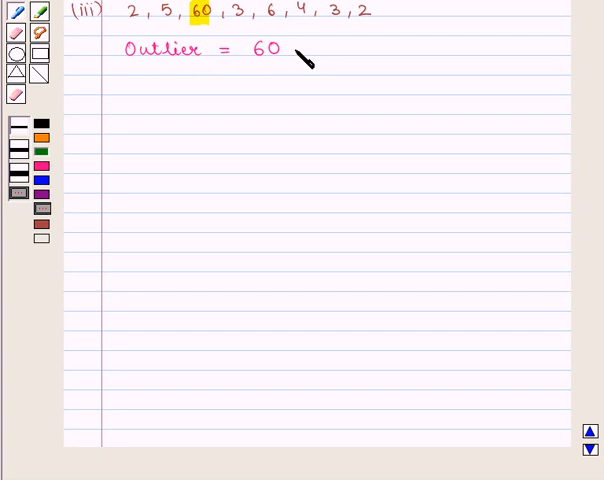 (iii) 2, 5, 60, 3, 6, 4, 3, 2
Outlier = 60